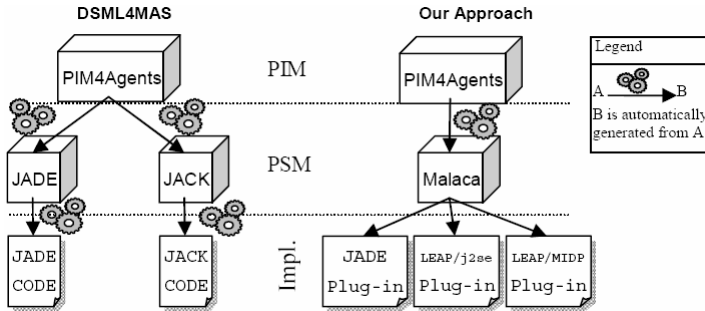 DSML4MAS
Our Approach
PIM4Agents
PIM
PIM4Agents
Legend
A B
B is automatically
generated from A
JADE
JACK
PSM
Malaca
JADE
CODE
JACK
CODE
Impl.
JADE
Plug-in
LEAP/j2se
Plug-in
LEAP/MIDP
Plug-in